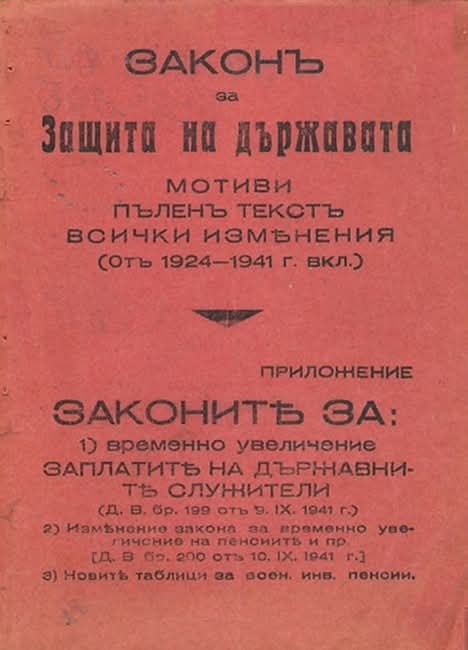 ЗАКОНЪ
за
Защита на държавата
МОТИВИ
ПЪЛЕНЪ ТЕКСТЪ
ВСИЧКИ ИЗМѢНЕНИЯ
(Отъ 1924—1941 г. вкл.)
ПРИЛОЖЕНИЕ
ЗАКОНИТѢ ЗА:
1) временно увеличение
ЗАПЛАТИТѢ НА ДЪРЖАВНИ-
ТѢ СЛУЖИТЕЛИ
(Д. В. бр. 199 отъ 9. IX. 1941 г.)
2) Измѣнение закона за временно уве-
личение на пенсиитѣ и пр.
[Д. В бр. 200 отъ 10. IX. 1941 г.]
3) Новитѣ таблици за воен. инв. пенсии.